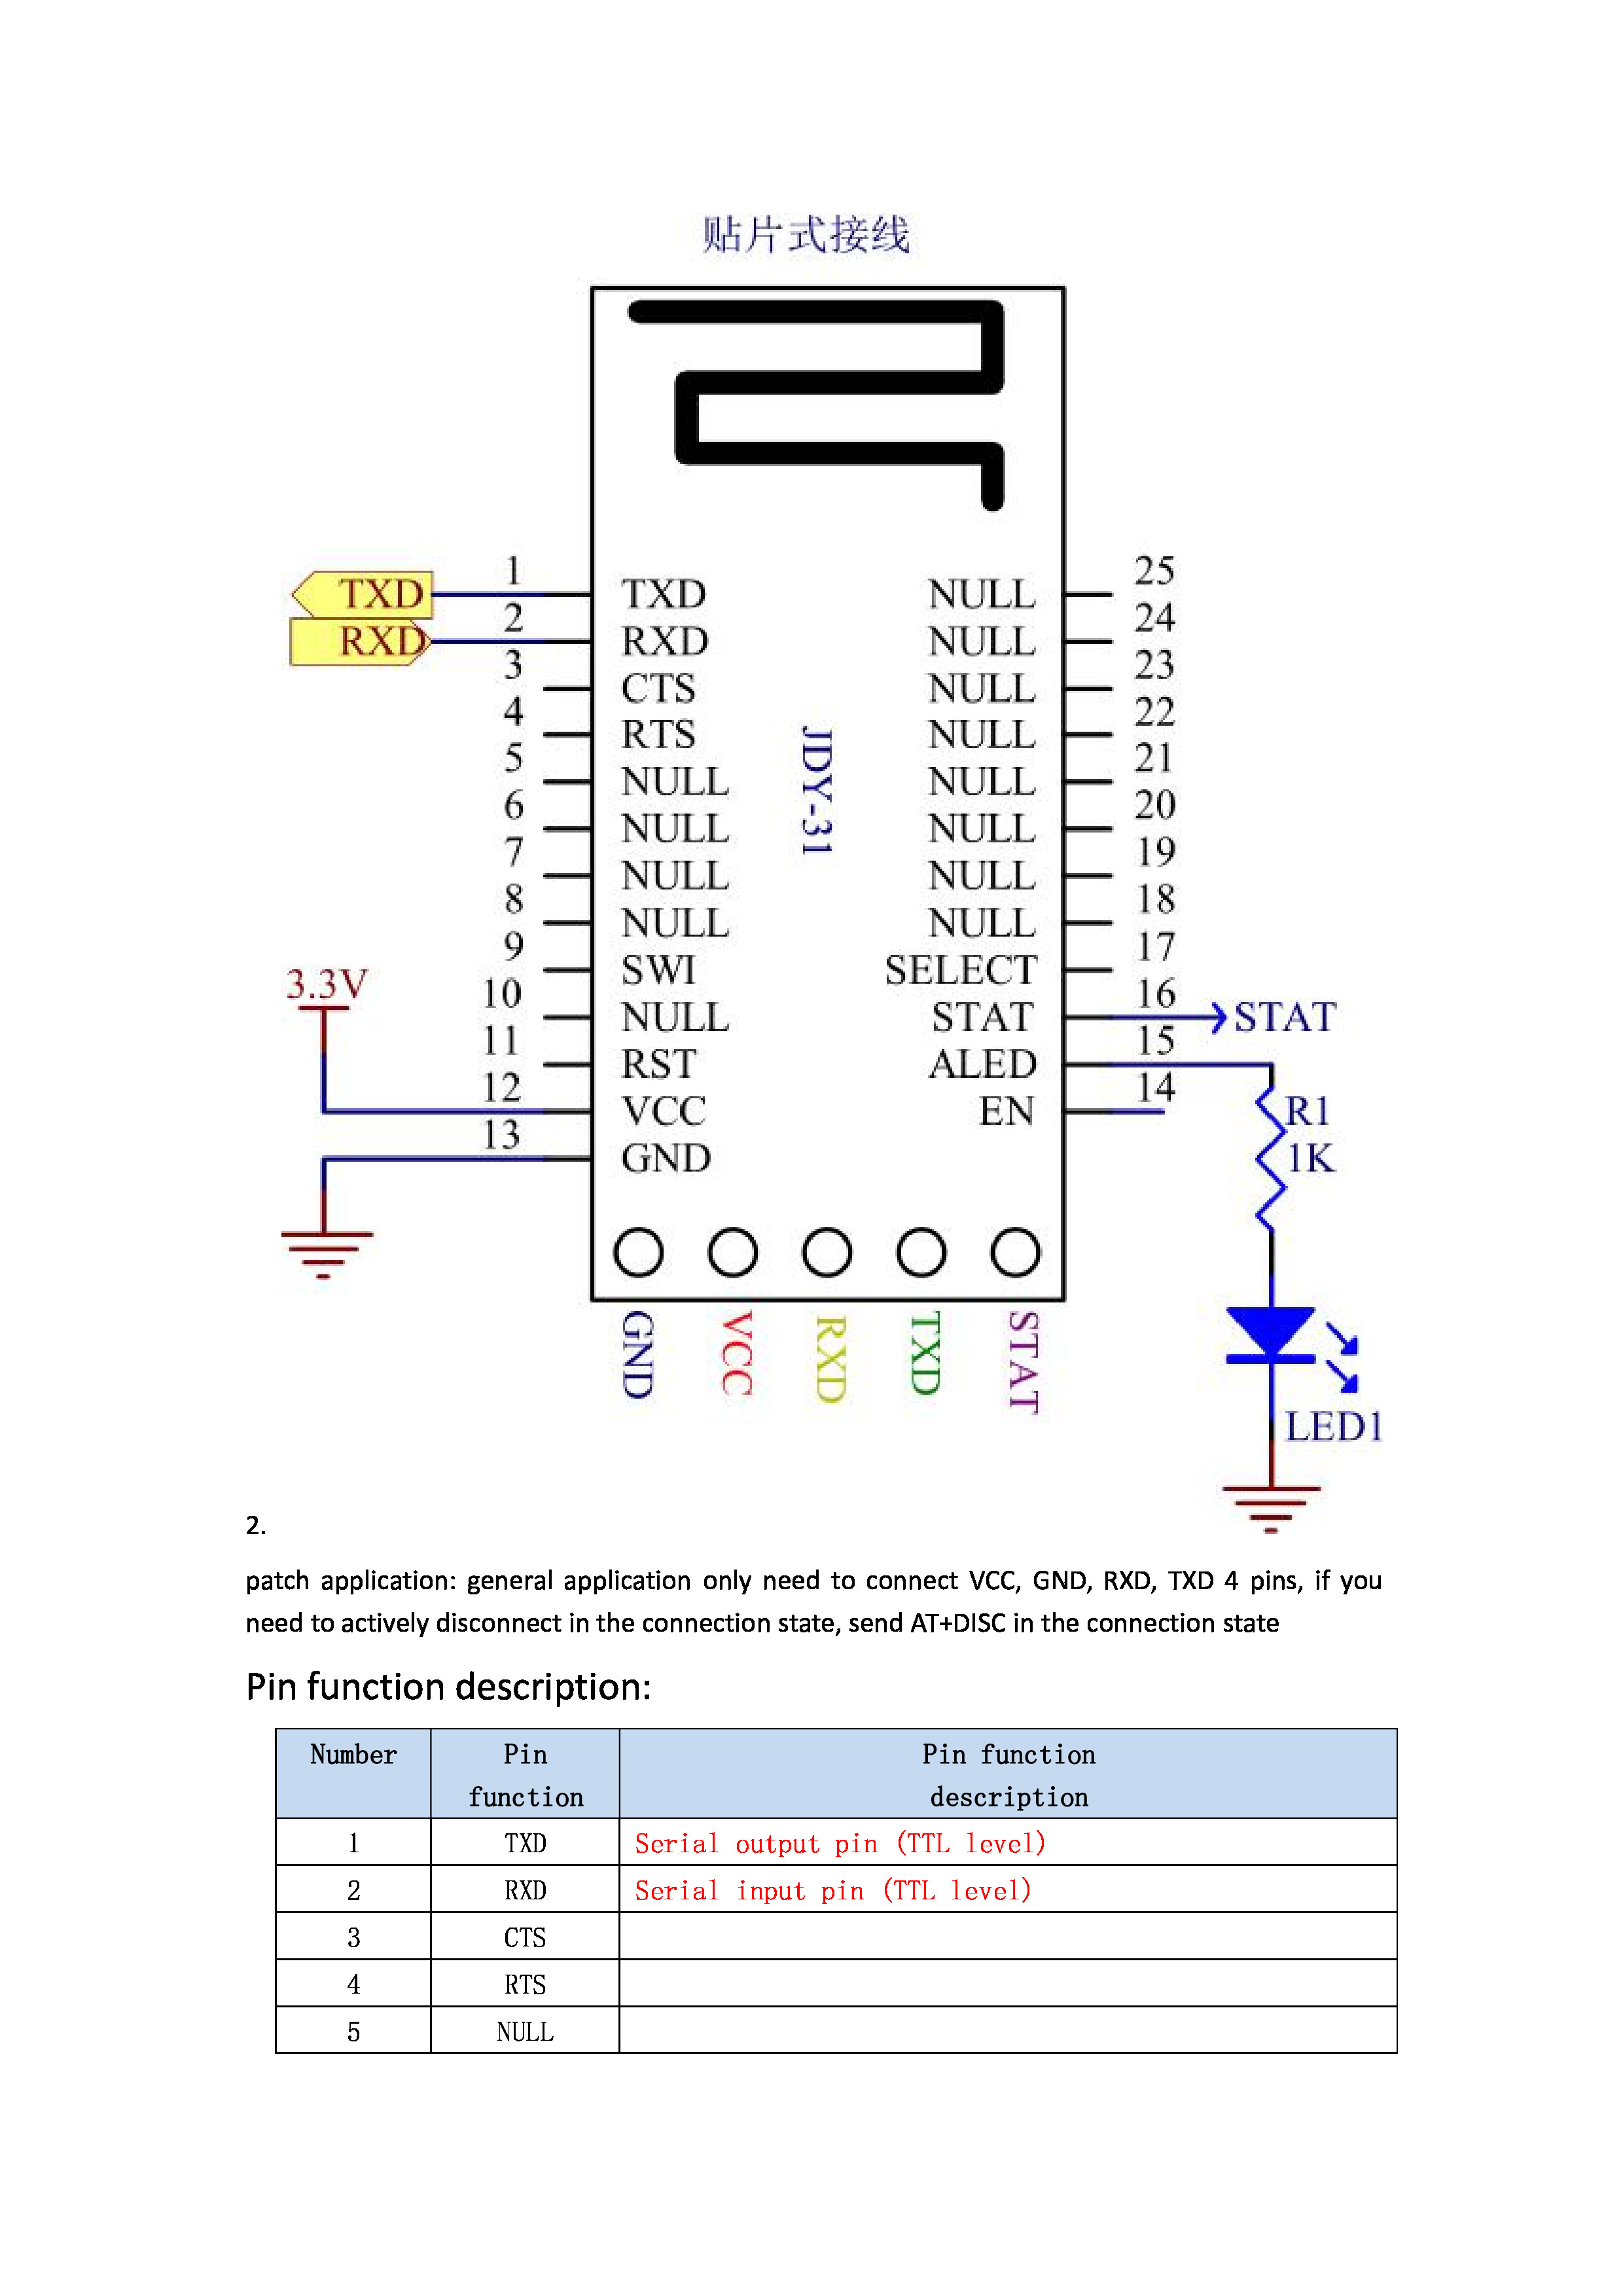 贴片式接线
TXD
RXD
3.3V
1
2
3
4
5
6
7
8
9
10
11
12
13
TXD
RXD
CTS
RTS
NULL
NULL
NULL
NULL
SWI
NULL
RST
VCC
GND
JDY-31
NULL
NULL
NULL
NULL
NULL
NULL
NULL
NULL
SELECT
STAT
ALED
EN
25
24
23
22
21
20
19
18
17
16
15
14
STAT
R1
1K
LED1
GND
VCC
RXD
TXD
STAT
2.
patch application: general application only need to connect VCC, GND, RXD, TXD 4 pins, if you
need to actively disconnect in the connection state, send AT+DISC in the connection state
Pin function description:
Number Pin function Pin function description
1 TXD Serial output pin (TTL level)
2 RXD Serial input pin (TTL level)
3 CTS
4 RTS
5 NULL